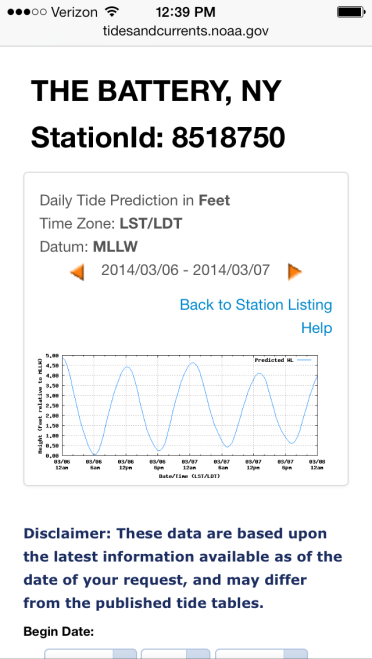 Verizon 12:39 PM
tidesandcurrents.noaa.gov
THE BATTERY, NY
StationId: 8518750
Daily Tide Prediction in Feet
Time Zone: LST/LDT
Datum: MLLW
2014/03/06 - 2014/03/07
Back to Station Listing
Help
Height (Feet relative to MLLW)
Predicted WL
5.00
4.50
4.00
3.50
3.00
2.50
2.00
1.50
1.00
0.50
0.00
03/06 03/06 03/06 03/06 03/07 03/07 03/07 03/07 03/08
12am 6am 12pm 6pm 12am 6am 12pm 6pm 12am
Date/Time (LST/LDT)
Disclaimer: These data are based upon
the latest information available as of the
date of your request, and may differ
from the published tide tables.
Begin Date: